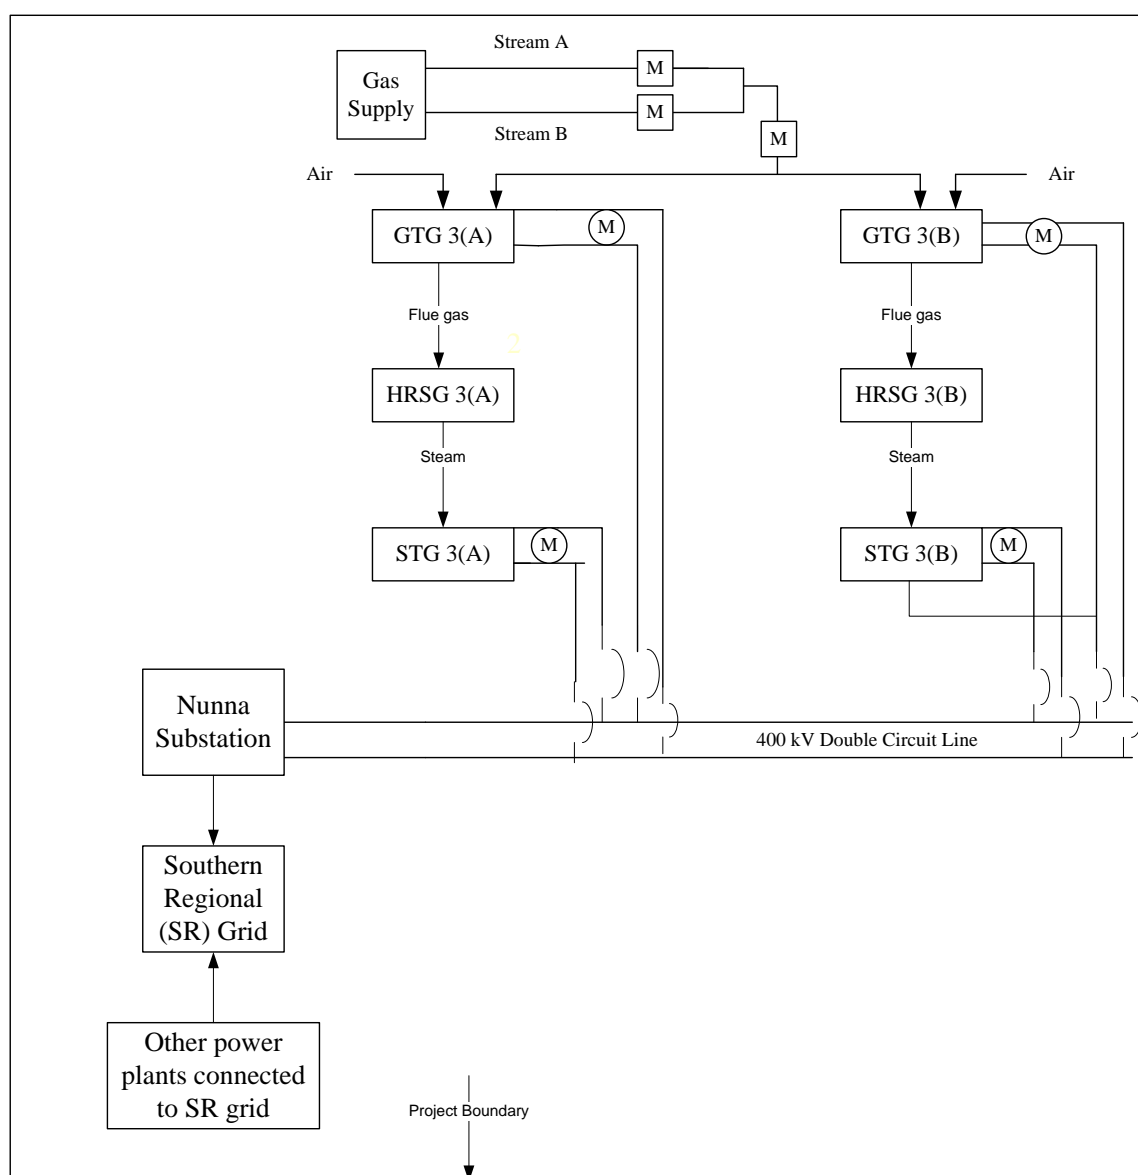 Stream A
Gas
Supply
M
M
Stream B
M
Air
Air
GTG 3(A)
M
GTG 3(B)
M
Flue gas
Flue gas
2
HRSG 3(A)
HRSG 3(B)
Steam
Steam
STG 3(A)
M
STG 3(B)
M
Nunna
Substation
400 kV Double Circuit Line
Southern
Regional
(SR) Grid
Other power
plants connected
to SR grid
Project Boundary